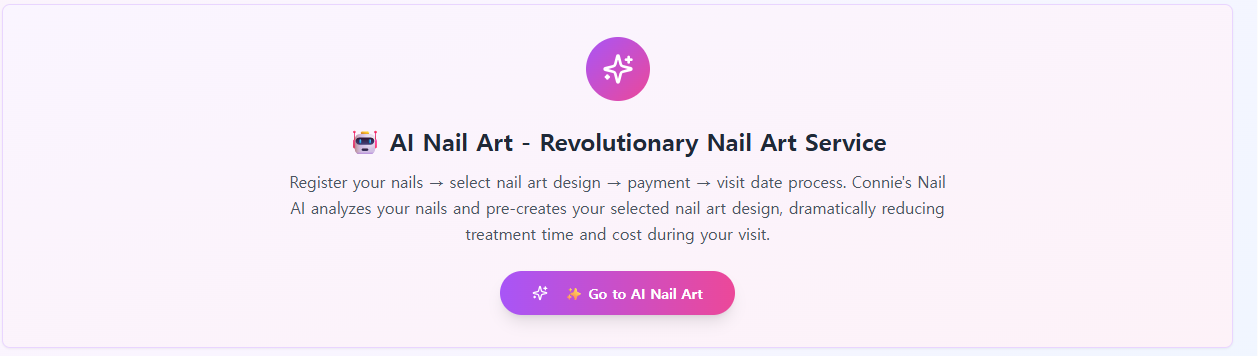 🤖 AI Nail Art - Revolutionary Nail Art Service
Register your nails → select nail art design → payment → visit date process. Connie's Nail
AI analyzes your nails and pre-creates your selected nail art design, dramatically reducing
treatment time and cost during your visit.
✨ Go to AI Nail Art